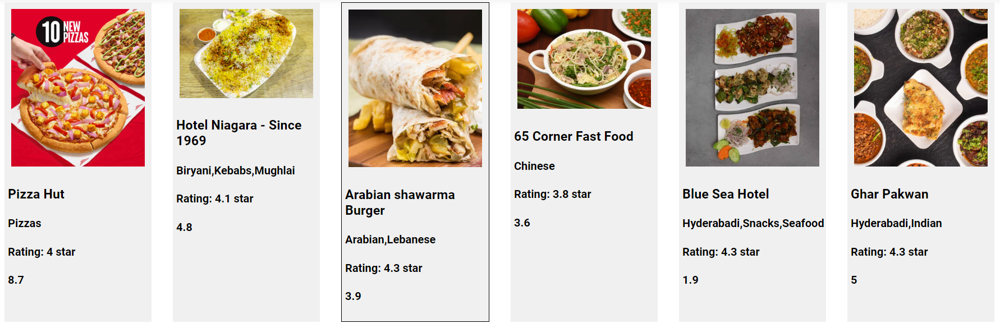 10 NEW
PIZZAS
Pizza Hut
Pizzas
Rating: 4 star
8.7
Hotel Niagara - Since
1969
Biryani,Kebabs,Mughlai
Rating: 4.1 star
4.8
Arabian shawarma
Burger
Arabian,Lebanese
Rating: 4.3 star
3.9
65 Corner Fast Food
Chinese
Rating: 3.8 star
3.6
Blue Sea Hotel
Hyderabadi,Snacks,Seafood
Rating: 4.3 star
1.9
Ghar Pakwan
Hyderabadi,Indian
Rating: 4.3 star
5